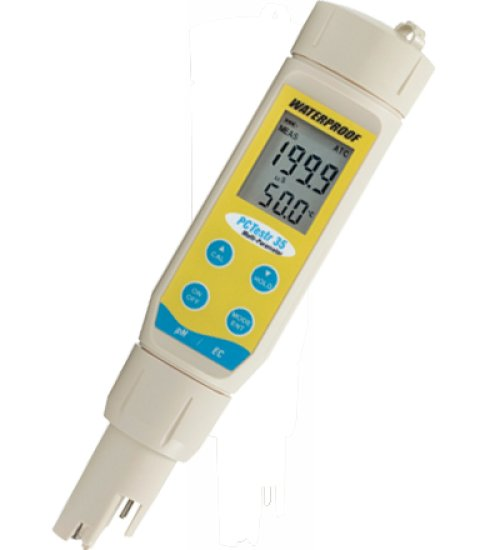 WATERPROOF
MEAS ATC
199.9
uS
50.0 °C
PCTestr 35
Multi-Parameter
CAL
HOLD
ON
OFF
MODE
ENT
pH / EC